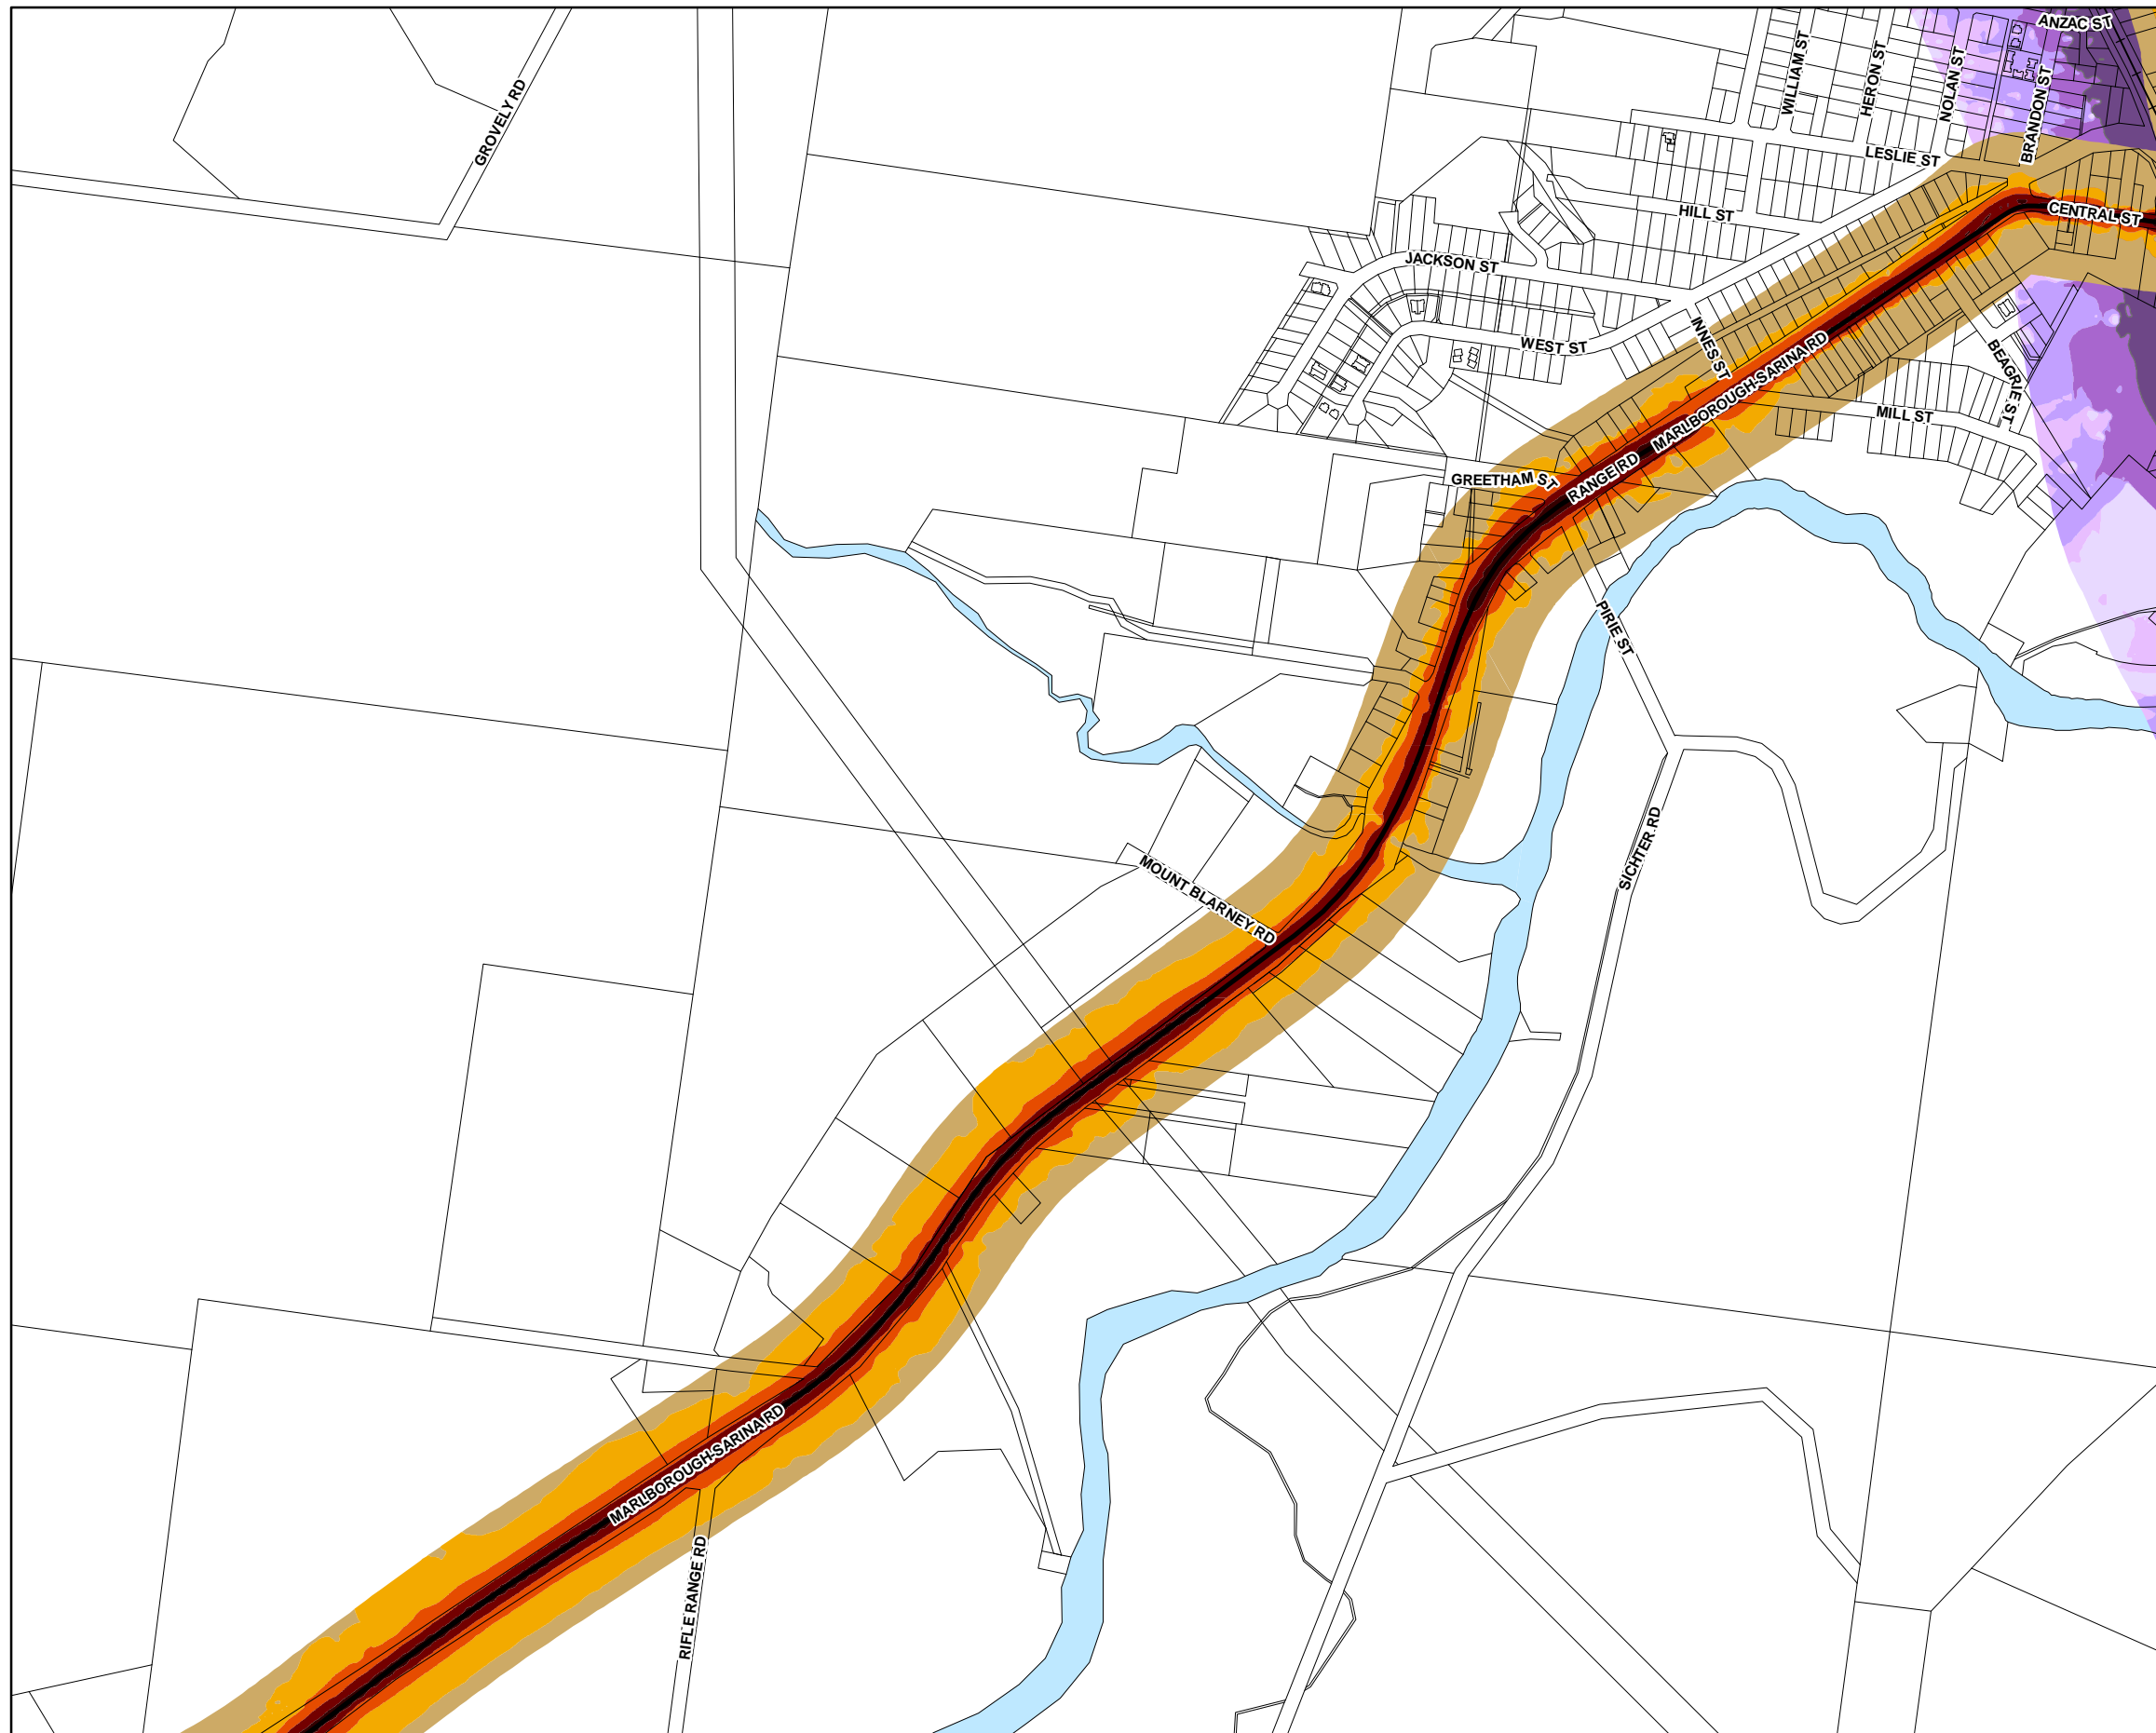 ANZAC ST
WILLIAM ST
HERON ST
NOLAN ST
BRANDON ST
GROVELY RD
LESLIE ST
HILL ST
CENTRAL ST
JACKSON ST
WEST ST
INNES ST
MARLBOROUGH-SARINA RD
BEAGRIE ST
MILL ST
GREETHAM ST
RANGE RD
PIRIE ST
SICHTER RD
MOUNT BLARNEY RD
MARLBOROUGH-SARINA RD
RIFLE RANGE RD